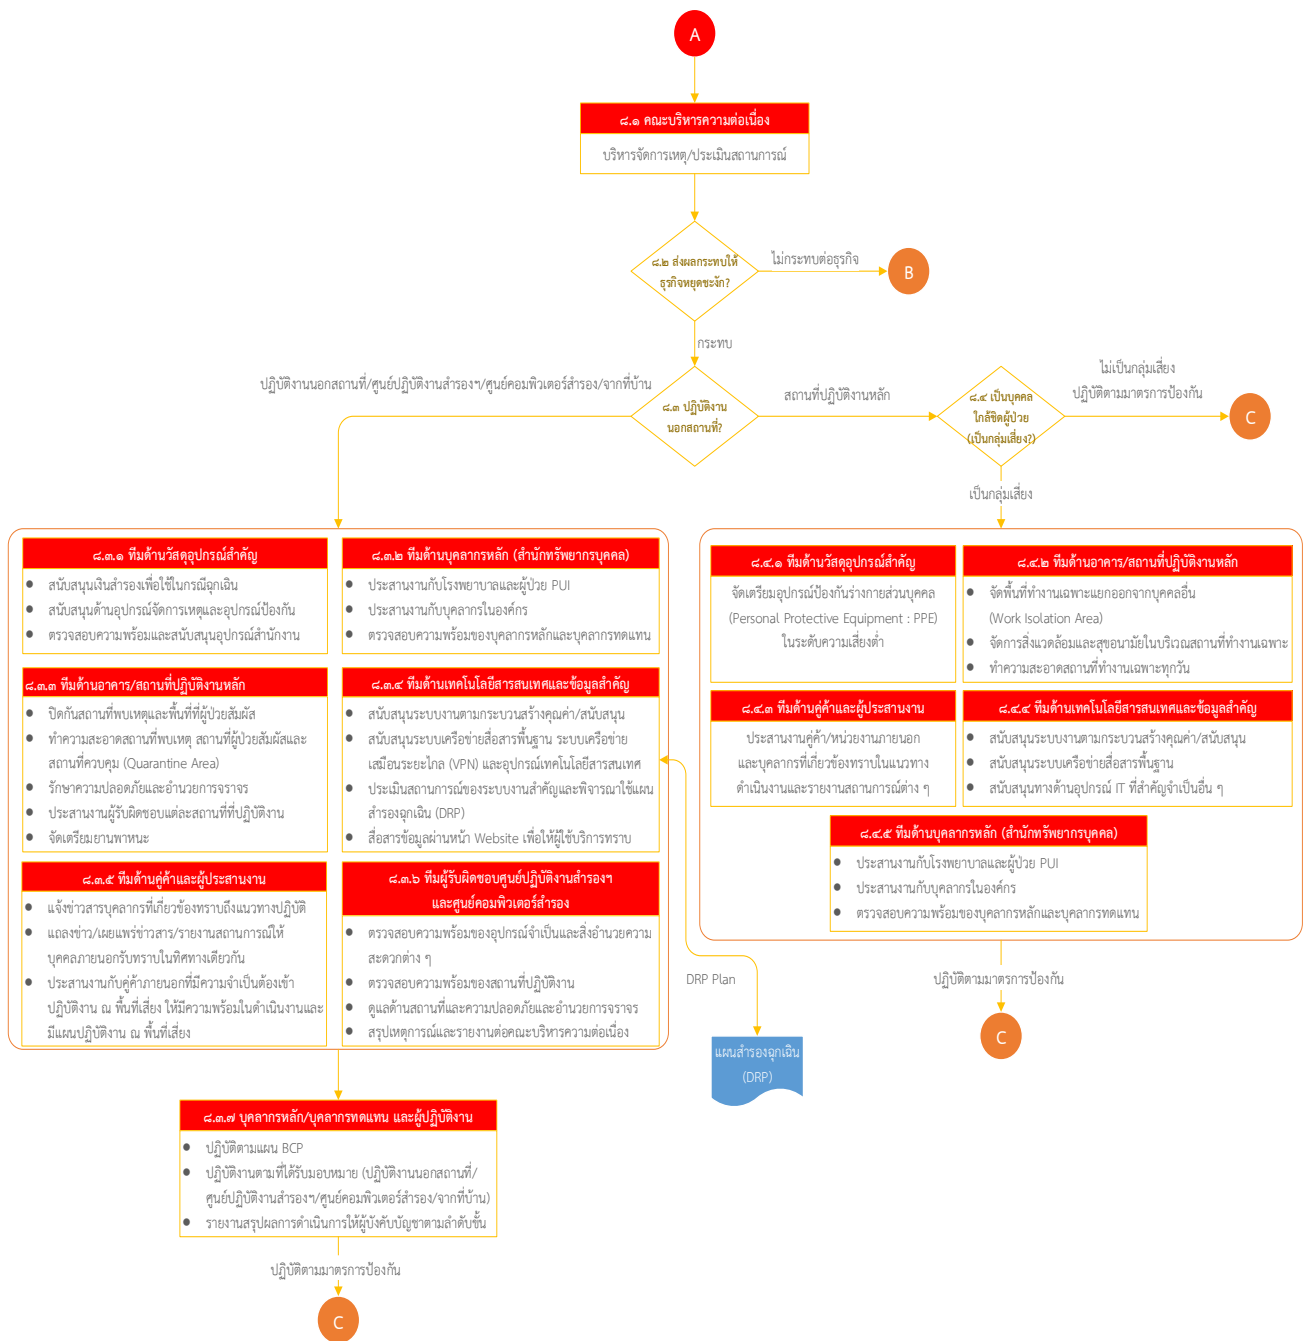 A
๘.๑ คณะบริหารความต่อเนื่อง
บริหารจัดการเหตุ/ประเมินสถานการณ์
๘.๒ ส่งผลกระทบให้
ธุรกิจหยุดชะงัก?
ไม่กระทบต่อธุรกิจ
B
กระทบ
ปฏิบัติงานนอกสถานที่/ศูนย์ปฏิบัติงานสำรองฯ/ศูนย์คอมพิวเตอร์สำรอง/จากที่บ้าน
๘.๓ ปฏิบัติงาน
นอกสถานที่?
สถานที่ปฏิบัติงานหลัก
๘.๔ เป็นบุคคล
ใกล้ชิดผู้ป่วย
(เป็นกลุ่มเสี่ยง?)
ไม่เป็นกลุ่มเสี่ยง
ปฏิบัติตามมาตรการป้องกัน
C
เป็นกลุ่มเสี่ยง
๘.๓.๑ ทีมด้านวัสดุอุปกรณ์สำคัญ
● สนับสนุนเงินสำรองเพื่อใช้ในกรณีฉุกเฉิน
● สนับสนุนด้านอุปกรณ์จัดการเหตุและอุปกรณ์ป้องกัน
● ตรวจสอบความพร้อมและสนับสนุนอุปกรณ์สำนักงาน
๘.๓.๒ ทีมด้านบุคลากรหลัก (สำนักทรัพยากรบุคคล)
● ประสานงานกับโรงพยาบาลและผู้ป่วย PUI
● ประสานงานกับบุคลากรในองค์กร
● ตรวจสอบความพร้อมของบุคลากรหลักและบุคลากรทดแทน
๘.๓.๓ ทีมด้านอาคาร/สถานที่ปฏิบัติงานหลัก
● ปิดกันสถานที่พบเหตุและพื้นที่ที่ผู้ป่วยสัมผัส
● ทำความสะอาดสถานที่พบเหตุ สถานที่ผู้ป่วยสัมผัสและ
สถานที่ควบคุม (Quarantine Area)
● รักษาความปลอดภัยและอำนวยการจราจร
● ประสานงานผู้รับผิดชอบแต่ละสถานที่ที่ปฏิบัติงาน
● จัดเตรียมยานพาหนะ
๘.๓.๔ ทีมด้านเทคโนโลยีสารสนเทศและข้อมูลสำคัญ
● สนับสนุนระบบงานตามกระบวนสร้างคุณค่า/สนับสนุน
● สนับสนุนระบบเครือข่ายสื่อสารพื้นฐาน ระบบเครือข่าย
เสมือนระยะไกล (VPN) และอุปกรณ์เทคโนโลยีสารสนเทศ
● ประเมินสถานการณ์ของระบบงานสำคัญและพิจารณาใช้แผน
สำรองฉุกเฉิน (DRP)
● สื่อสารข้อมูลผ่านหน้า Website เพื่อให้ผู้ใช้บริการทราบ
๘.๓.๕ ทีมด้านคู่ค้าและผู้ประสานงาน
● แจ้งข่าวสารบุคลากรที่เกี่ยวข้องทราบถึงแนวทางปฏิบัติ
● แถลงข่าว/เผยแพร่ข่าวสาร/รายงานสถานการณ์ให้
บุคคลภายนอกรับทราบในทิศทางเดียวกัน
● ประสานงานกับคู่ค้าภายนอกที่มีความจำเป็นต้องเข้า
ปฏิบัติงาน ณ พื้นที่เสี่ยง ให้มีความพร้อมในดำเนินงานและ
มีแผนปฏิบัติงาน ณ พื้นที่เสี่ยง
๘.๓.๖ ทีมผู้รับผิดชอบศูนย์ปฏิบัติงานสำรองฯ
และศูนย์คอมพิวเตอร์สำรอง
● ตรวจสอบความพร้อมของอุปกรณ์จำเป็นและสิ่งอำนวยความ
สะดวกต่าง ๆ
● ตรวจสอบความพร้อมของสถานที่ปฏิบัติงาน
● ดูแลด้านสถานที่และความปลอดภัยและอำนวยการจราจร
● สรุปเหตุการณ์และรายงานต่อคณะบริหารความต่อเนื่อง
๘.๔.๑ ทีมด้านวัสดุอุปกรณ์สำคัญ
จัดเตรียมอุปกรณ์ป้องกันร่างกายส่วนบุคคล
(Personal Protective Equipment : PPE)
ในระดับความเสี่ยงต่ำ
๘.๔.๒ ทีมด้านอาคาร/สถานที่ปฏิบัติงานหลัก
● จัดพื้นที่ทำงานเฉพาะแยกออกจากบุคคลอื่น
(Work Isolation Area)
● จัดการสิ่งแวดล้อมและสุขอนามัยในบริเวณสถานที่ทำงานเฉพาะ
● ทำความสะอาดสถานที่ทำงานเฉพาะทุกวัน
๘.๔.๓ ทีมด้านคู่ค้าและผู้ประสานงาน
ประสานงานคู่ค้า/หน่วยงานภายนอก
และบุคลากรที่เกี่ยวข้องทราบในแนวทาง
ดำเนินงานและรายงานสถานการณ์ต่าง ๆ
๘.๔.๔ ทีมด้านเทคโนโลยีสารสนเทศและข้อมูลสำคัญ
● สนับสนุนระบบงานตามกระบวนสร้างคุณค่า/สนับสนุน
● สนับสนุนระบบเครือข่ายสื่อสารพื้นฐาน
● สนับสนุนทางด้านอุปกรณ์ IT ที่สำคัญจำเป็นอื่น ๆ
๘.๔.๕ ทีมด้านบุคลากรหลัก (สำนักทรัพยากรบุคคล)
● ประสานงานกับโรงพยาบาลและผู้ป่วย PUI
● ประสานงานกับบุคลากรในองค์กร
● ตรวจสอบความพร้อมของบุคลากรหลักและบุคลากรทดแทน
DRP Plan
แผนสำรองฉุกเฉิน
(DRP)
ปฏิบัติตามมาตรการป้องกัน
C
๘.๓.๗ บุคลากรหลัก/บุคลากรทดแทน และผู้ปฏิบัติงาน
● ปฏิบัติตามแผน BCP
● ปฏิบัติงานตามที่ได้รับมอบหมาย (ปฏิบัติงานนอกสถานที่/
ศูนย์ปฏิบัติงานสำรองฯ/ศูนย์คอมพิวเตอร์สำรอง/จากที่บ้าน)
● รายงานสรุปผลการดำเนินการให้ผู้บังคับบัญชาตามลำดับขั้น
ปฏิบัติตามมาตรการป้องกัน
C